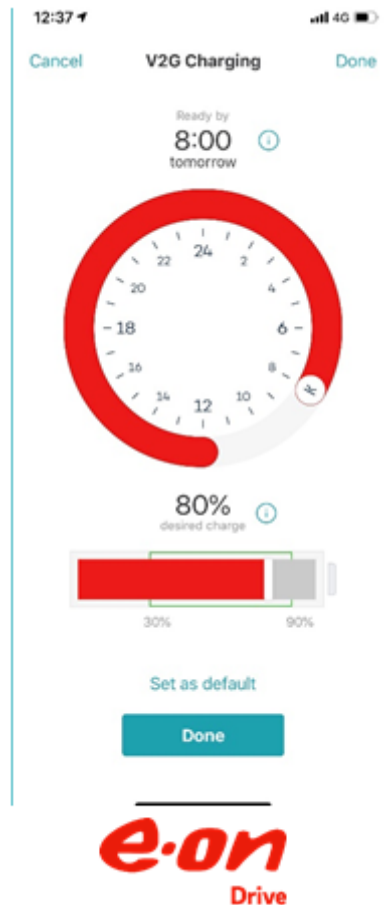 12:37 4G
Cancel V2G Charging Done
Ready by
8:00
tomorrow
24
22 2
20 4
18 6
16 8
14 10
12
80%
desired charge
30% 90%
Set as default
Done
e·on
Drive